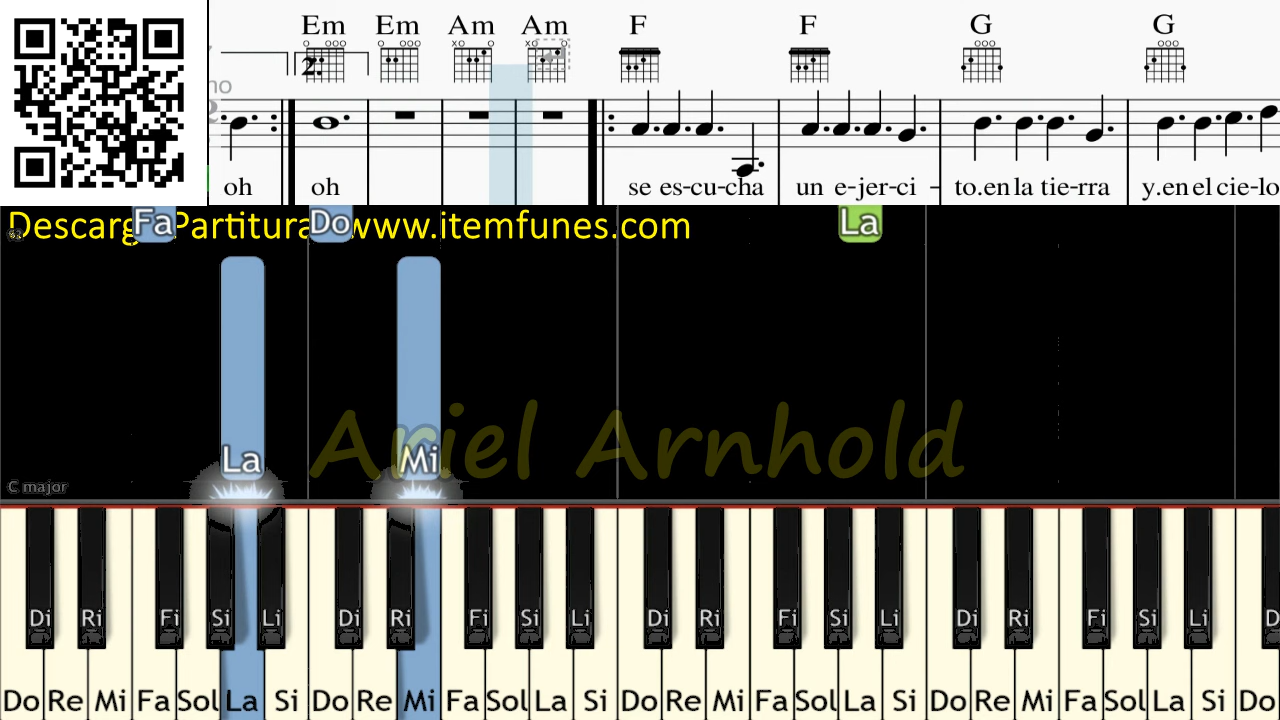 Em Em Am Am F F G G
2.
oh oh se es-cu-cha un e-jer-ci - to.en la tie-rra y.en el cie-lo
Fa Do La
www.itemfunes.com
La Mi
Ariel Arnhold
C major
Di Ri Fi Si Li Di Ri Fi Si Li Di Ri Fi Si Li Di Ri Fi Si Li D
Do Re Mi Fa Sol La Si Do Re Mi Fa Sol La Si Do Re Mi Fa Sol La Si Do Re Mi Fa Sol La Si Do